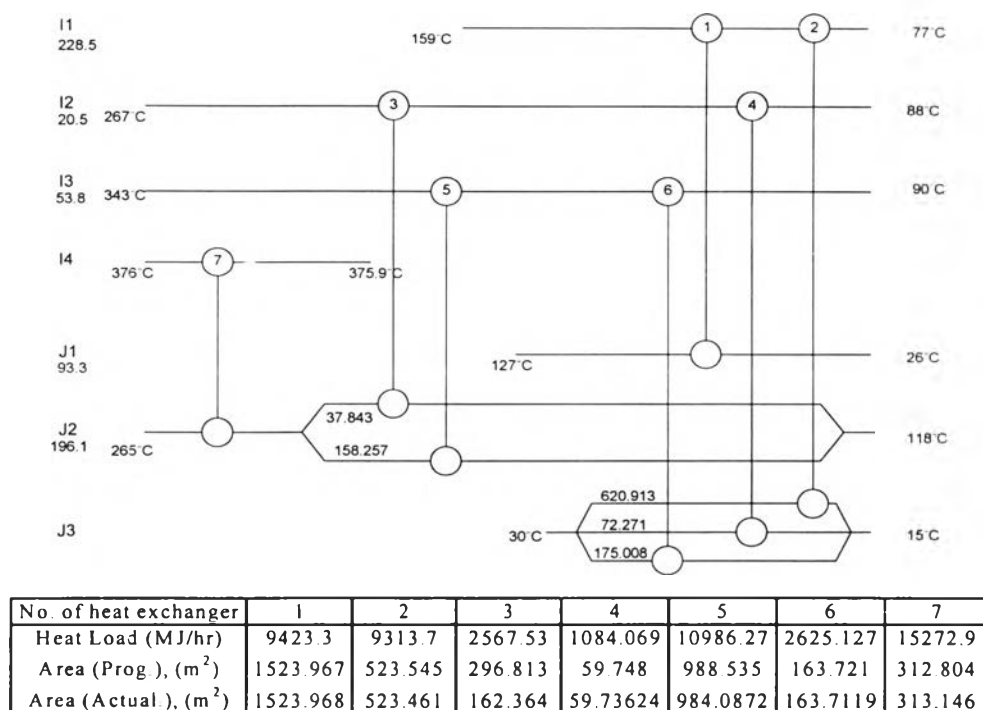 I1 159°C 1 2 77°C
228.5
I2 267°C 3 4 88°C
20.5
I3 343°C 5 6 90°C
53.8
I4 376°C 7 375.9°C
J1 127°C 26°C
93.3
37.843
J2 265°C 118°C
196.1
158.257
620.913
J3 30°C 72.271 15°C
175.008
No. of heat exchanger 1 2 3 4 5 6 7
Heat Load (MJ/hr) 9423.3 9313.7 2567.53 1084.069 10986.27 2625.127 15272.9
Area (Prog.), (m²) 1523.967 523.545 296.813 59.748 988.535 163.721 312.804
Area (Actual.), (m²) 1523.968 523.461 162.364 59.73624 984.0872 163.7119 313.146